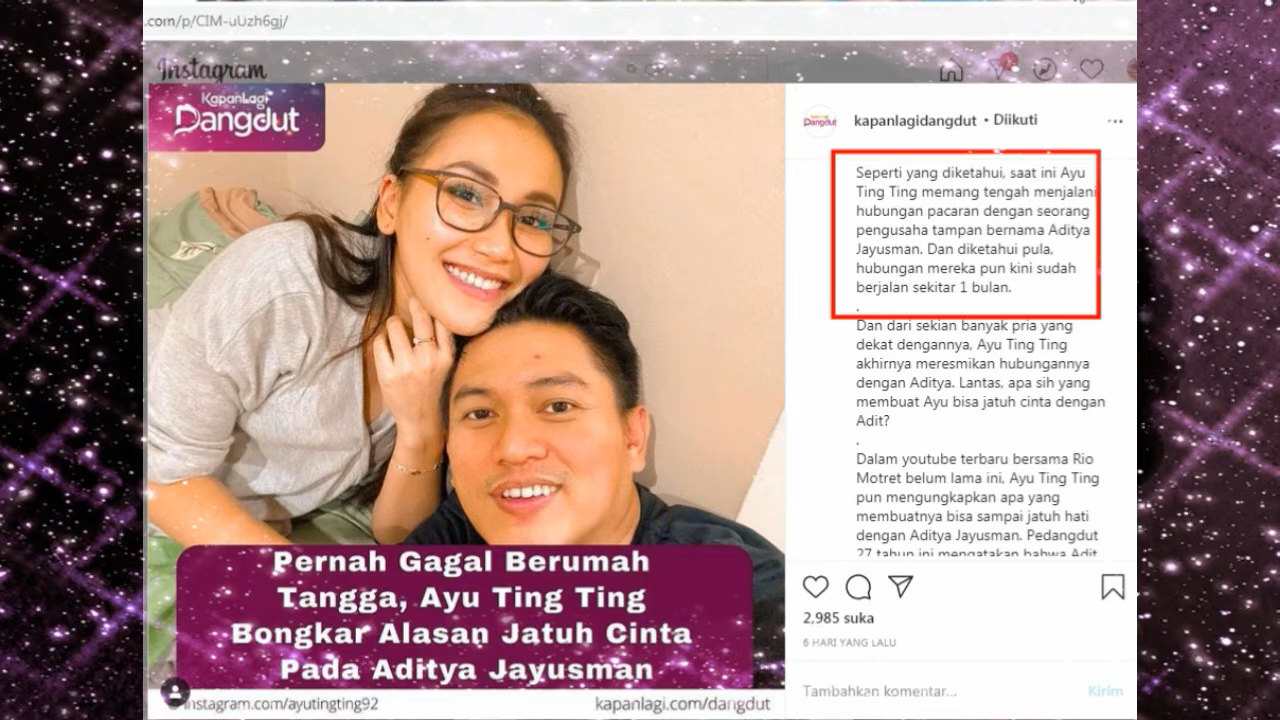 .com/p/CIM-uUzh6gj/
Instagram
KapanLagi
Dangdut
kapanlagidangdut • Diikuti
Seperti yang diketahui, saat ini Ayu
Ting Ting memang tengah menjalani
hubungan pacaran dengan seorang
pengusaha tampan bernama Aditya
Jayusman. Dan diketahui pula,
hubungan mereka pun kini sudah
berjalan sekitar 1 bulan.
.
Dan dari sekian banyak pria yang
dekat dengannya, Ayu Ting Ting
akhirnya meresmikan hubungannya
dengan Aditya. Lantas, apa sih yang
membuat Ayu bisa jatuh cinta dengan
Adit?
.
Dalam youtube terbaru bersama Rio
Motret belum lama ini, Ayu Ting Ting
pun mengungkapkan apa yang
membuatnya bisa sampai jatuh hati
dengan Aditya Jayusman. Pedangdut
27 tahun ini mengatakan bahwa Adit
Pernah Gagal Berumah
Tangga, Ayu Ting Ting
Bongkar Alasan Jatuh Cinta
Pada Aditya Jayusman
instagram.com/ayutingting92
kapanlagi.com/dangdut
2,985 suka
6 HARI YANG LALU
Tambahkan komentar...
Kirim